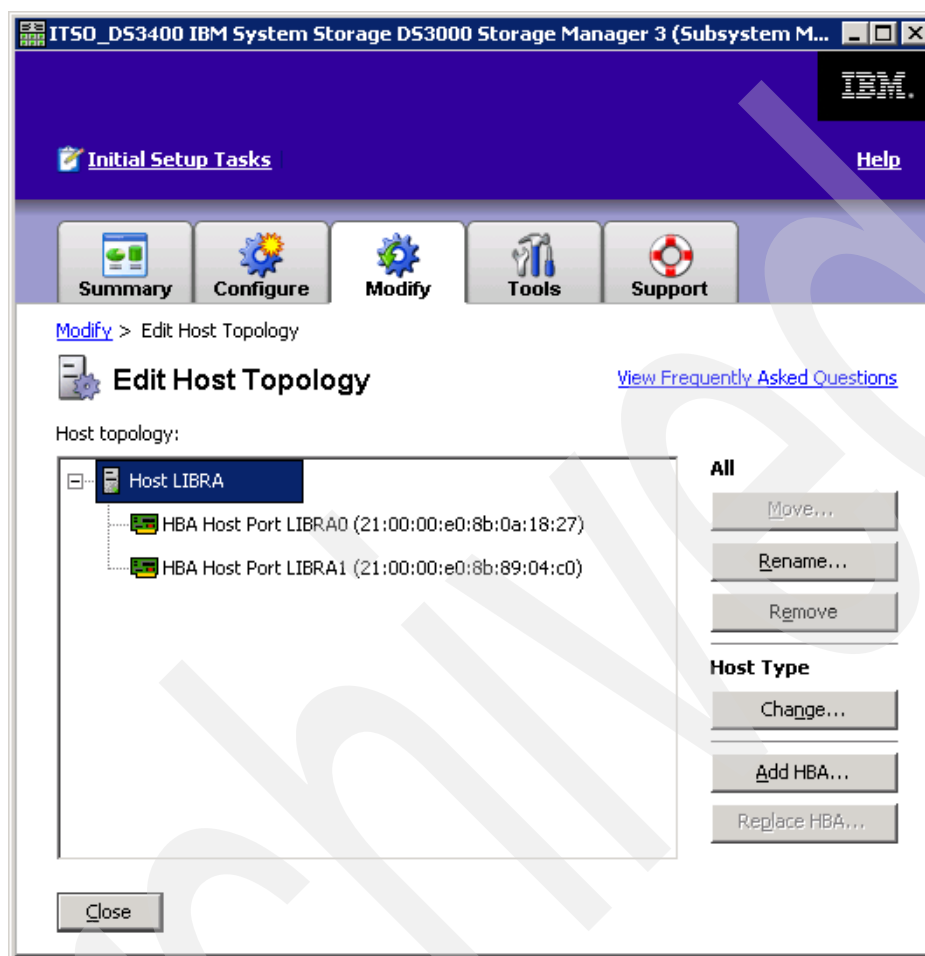 ITSO_DS3400 IBM System Storage DS3000 Storage Manager 3 (Subsystem M...
IBM.
Initial Setup Tasks
Help
Summary
Configure
Modify
Tools
Support
Modify > Edit Host Topology
Edit Host Topology
View Frequently Asked Questions
Host topology:
Host LIBRA
HBA Host Port LIBRA0 (21:00:00:e0:8b:0a:18:27)
HBA Host Port LIBRA1 (21:00:00:e0:8b:89:04:c0)
All
Move...
Rename...
Remove
Host Type
Change...
Add HBA...
Replace HBA...
Close